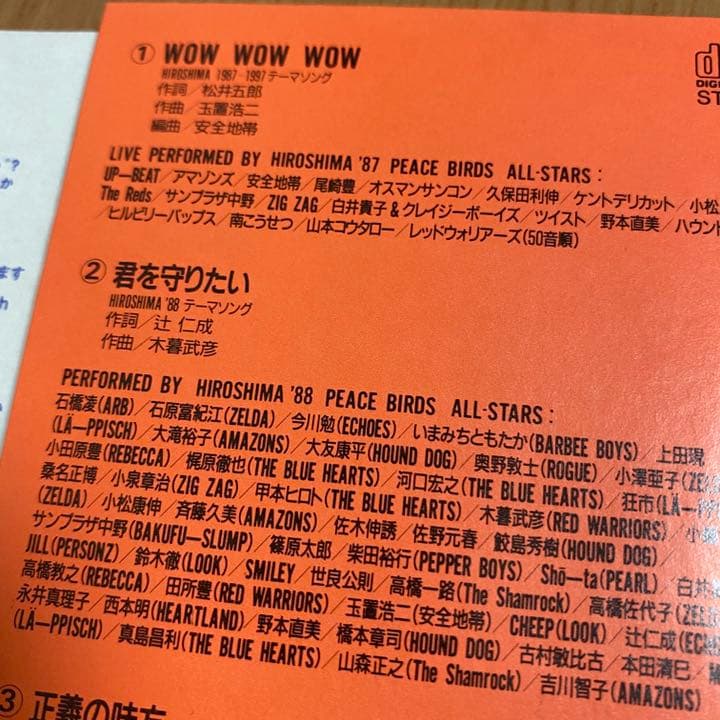 ① WOW WOW WOW
HIROSHIMA 1987-1997 テーマソング
作詞/松井五郎
作曲/玉置浩二
編曲/安全地帯
LIVE PERFORMED BY HIROSHIMA '87 PEACE BIRDS ALL-STARS:
UP-BEAT/アマゾンズ/安全地帯/尾崎豊/オスマンサンコン/久保田利伸/ケントデリカット/小松
The Reds/サンプラザ中野/ZIG ZAG/白井貴子&クレイジーボーイズ/ツイスト/野本直美/ハウント
ヒルビリーバップス/南こうせつ/山本コウタロー/レッドウォリアーズ(50音順)
② 君を守りたい
HIROSHIMA '88 テーマソング
作詞/辻 仁成
作曲/木暮武彦
PERFORMED BY HIROSHIMA '88 PEACE BIRDS ALL-STARS:
石橋凌(ARB)/石原富紀江(ZELDA)/今川勉(ECHOES)/いまみちともたか(BARBEE BOYS)/上田現
(LÄ-PPISCH)/大滝裕子(AMAZONS)/大友康平(HOUND DOG)/奥野敦士(ROGUE)/小澤亜子(ZEL
小田原豊(REBECCA)/梶原徹也(THE BLUE HEARTS)/河口宏之(THE BLUE HEARTS)/狂市(LÄ-PP
桑名正博/小泉章治(ZIG ZAG)/甲本ヒロト(THE BLUE HEARTS)/木暮武彦(RED WARRIORS)/小
(ZELDA)/小松康伸/斉藤久美(AMAZONS)/佐木伸誘/佐野元春/鮫島秀樹(HOUND DOG)/
サンプラザ中野(BAKUFU-SLUMP)/篠原太郎/柴田裕行(PEPPER BOYS)/Shō-ta(PEARL)/白井
JILL(PERSONZ)/鈴木徹(LOOK)/SMILEY/世良公則/高橋一路(The Shamrock)/高橋佐代子(ZEL
高橋教之(REBECCA)/田所豊(RED WARRIORS)/玉置浩二(安全地帯)/CHEEP(LOOK)/辻仁成(ECH
永井真理子/西本明(HEARTLAND)/野本直美/橋本章司(HOUND DOG)/古村敏比古/本田清巳/
(LÄ-PPISCH)/真島昌利(THE BLUE HEARTS)/山森正之(The Shamrock)/吉川智子(AMAZONS)
③ 正義の味方